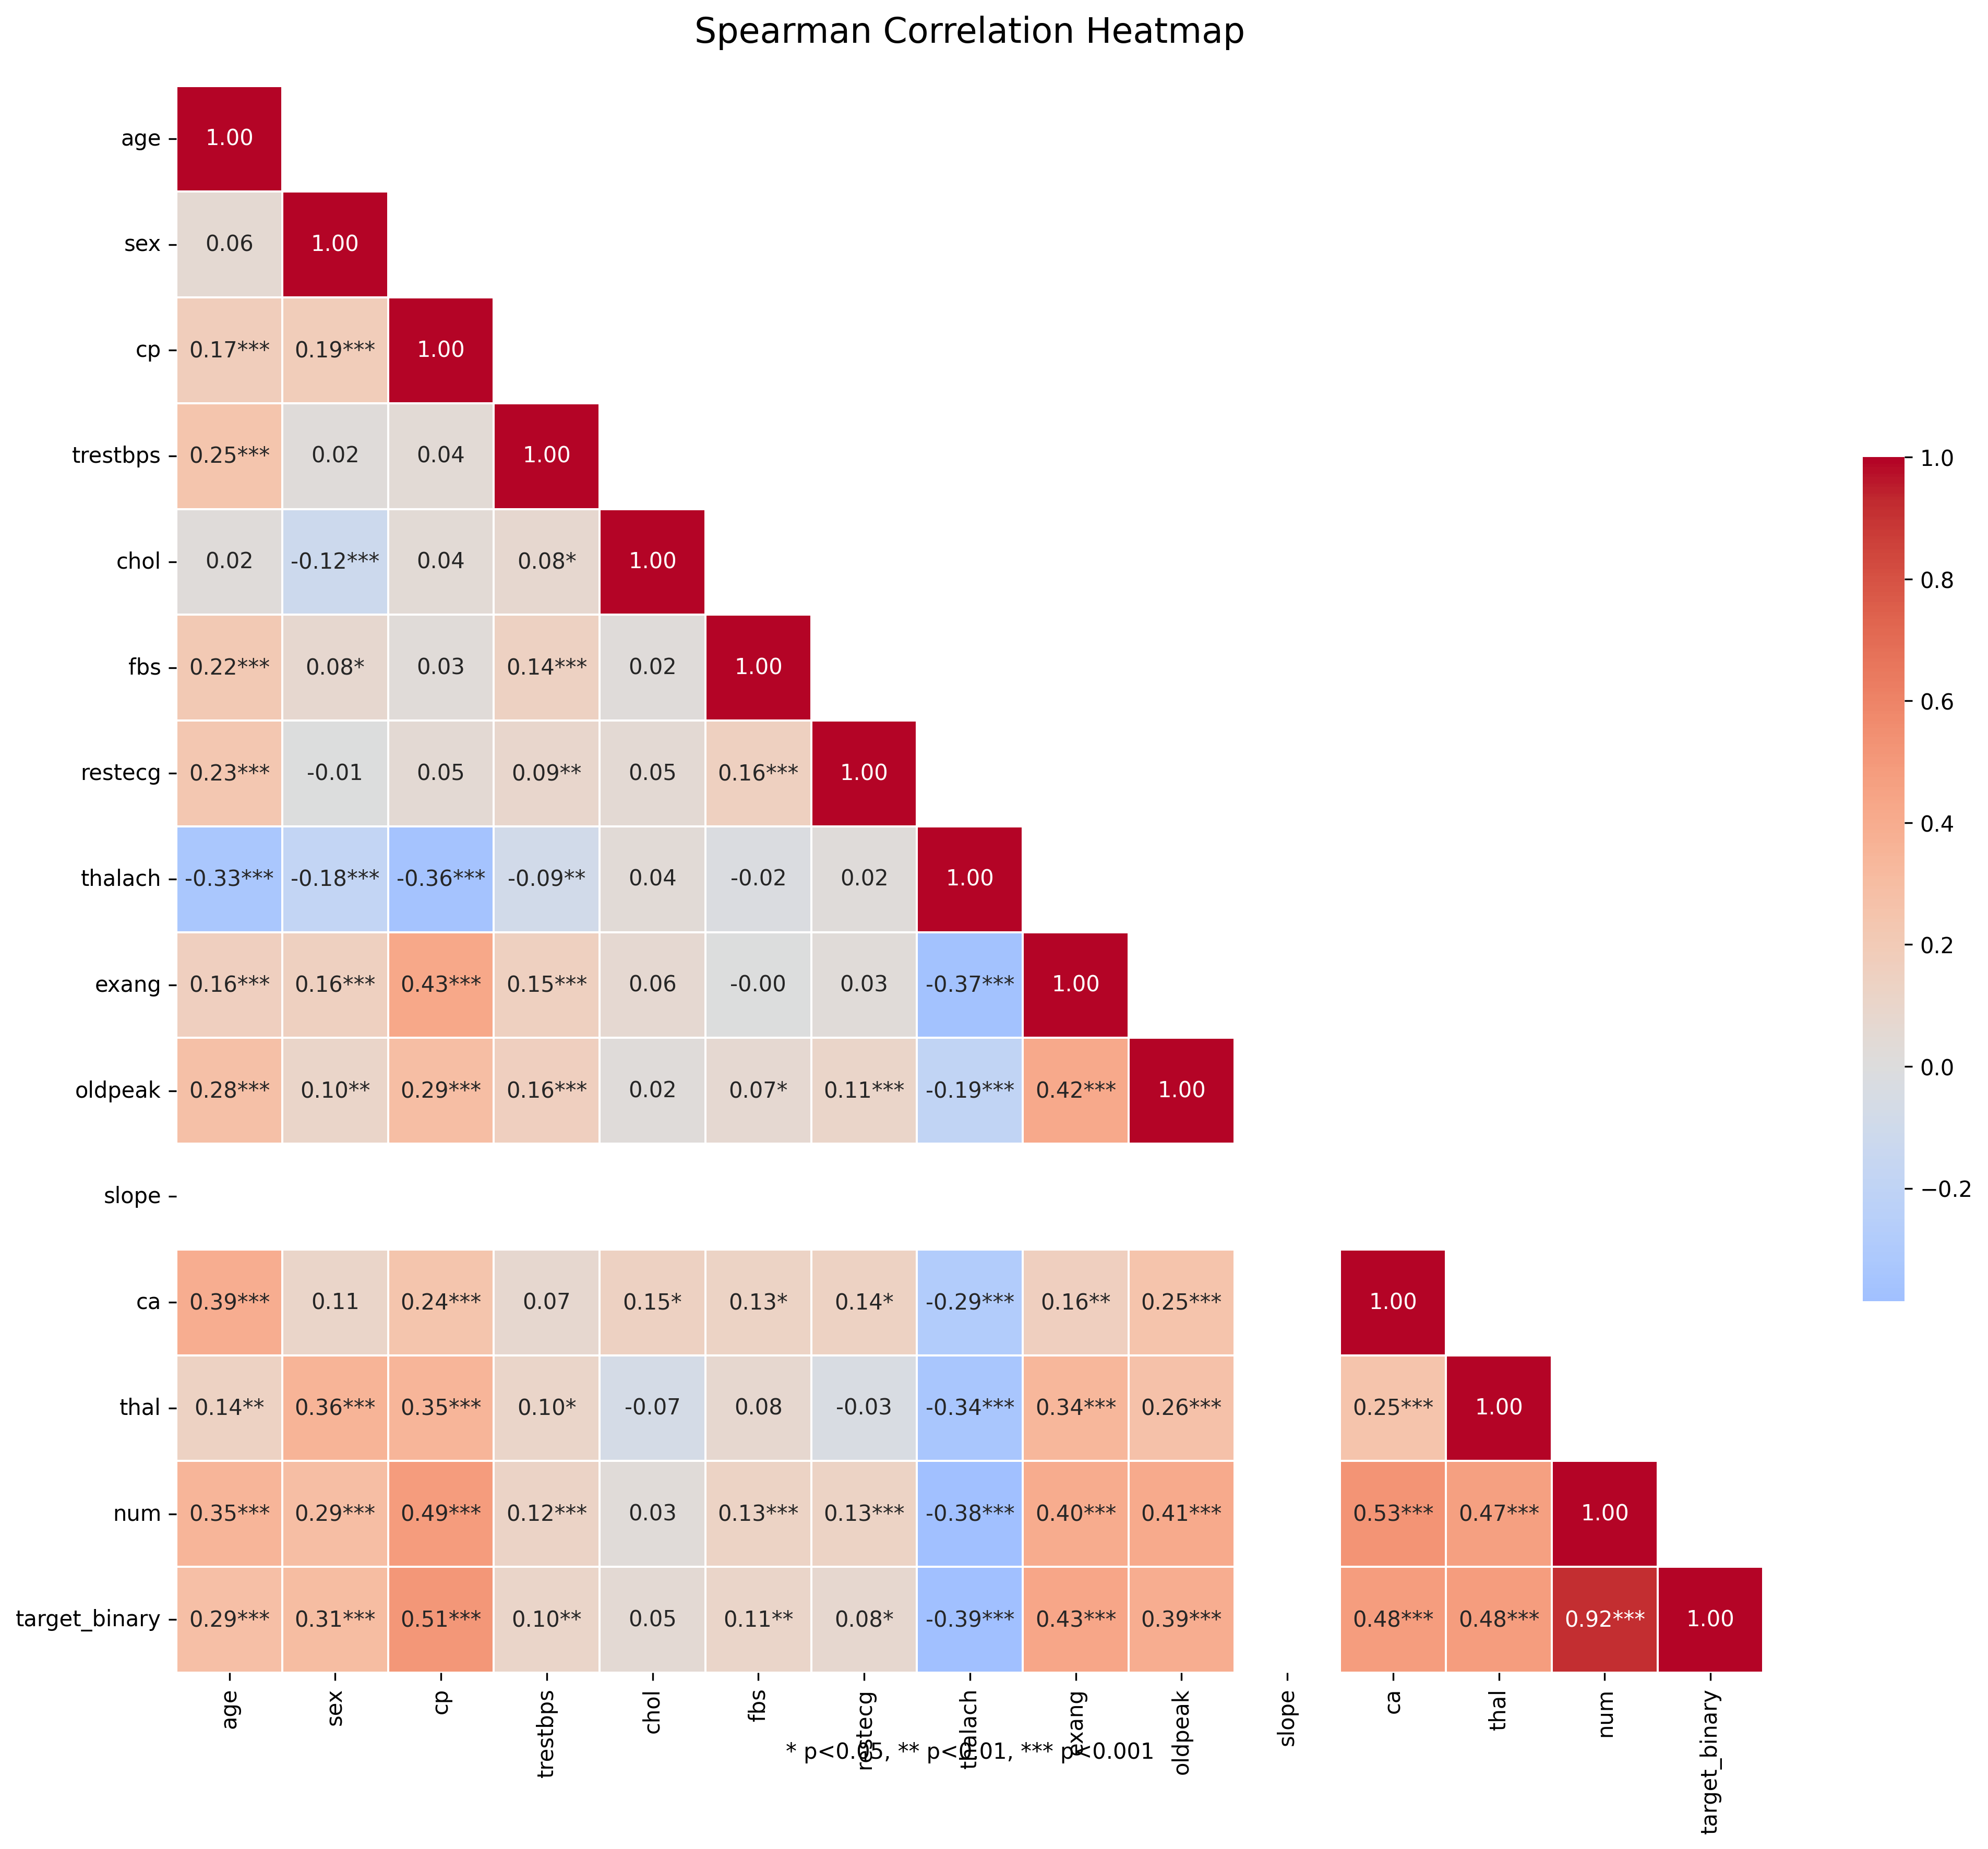 Spearman Correlation Heatmap
age 1.00
sex 0.06 1.00
cp 0.17*** 0.19*** 1.00
trestbps 0.25*** 0.02 0.04 1.00
chol 0.02 -0.12*** 0.04 0.08* 1.00
fbs 0.22*** 0.08* 0.03 0.14*** 0.02 1.00
restecg 0.23*** -0.01 0.05 0.09** 0.05 0.16*** 1.00
thalach -0.33*** -0.18*** -0.36*** -0.09** 0.04 -0.02 0.02 1.00
exang 0.16*** 0.16*** 0.43*** 0.15*** 0.06 -0.00 0.03 -0.37*** 1.00
oldpeak 0.28*** 0.10** 0.29*** 0.16*** 0.02 0.07* 0.11*** -0.19*** 0.42*** 1.00
slope
ca 0.39*** 0.11 0.24*** 0.07 0.15* 0.13* 0.14* -0.29*** 0.16** 0.25*** 1.00
thal 0.14** 0.36*** 0.35*** 0.10* -0.07 0.08 -0.03 -0.34*** 0.34*** 0.26*** 0.25*** 1.00
num 0.35*** 0.29*** 0.49*** 0.12*** 0.03 0.13*** 0.13*** -0.38*** 0.40*** 0.41*** 0.53*** 0.47*** 1.00
target_binary 0.29*** 0.31*** 0.51*** 0.10** 0.05 0.11** 0.08* -0.39*** 0.43*** 0.39*** 0.48*** 0.48*** 0.92*** 1.00
age sex cp trestbps chol fbs restecg thalach exang oldpeak slope ca thal num target_binary
* p<0.05, ** p<0.01, *** p<0.001
1.0
0.8
0.6
0.4
0.2
0.0
−0.2